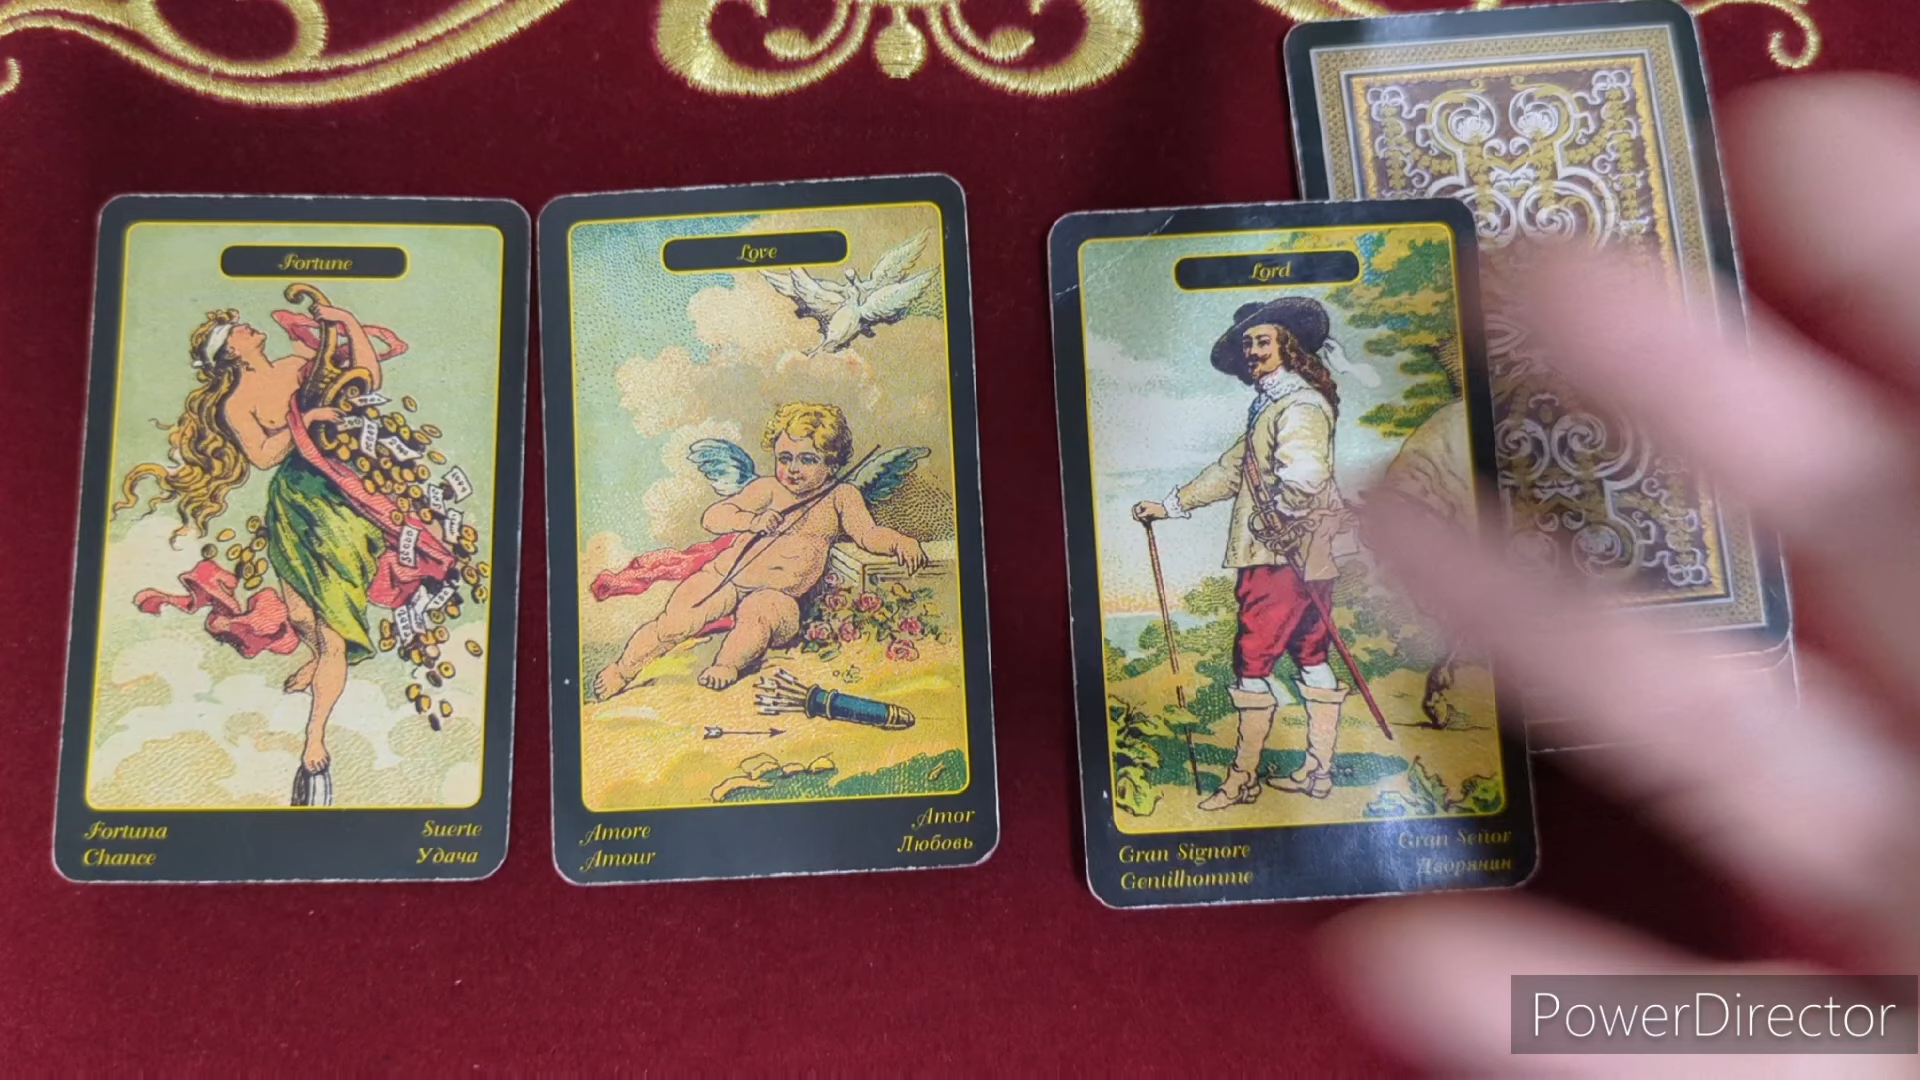 Fortune
Fortuna
Chance
Suerte
Удача
Love
Amore
Amour
Amor
Любовь
Lord
Gran Signore
Gentilhomme
Gran Señor
Дворянин
PowerDirector